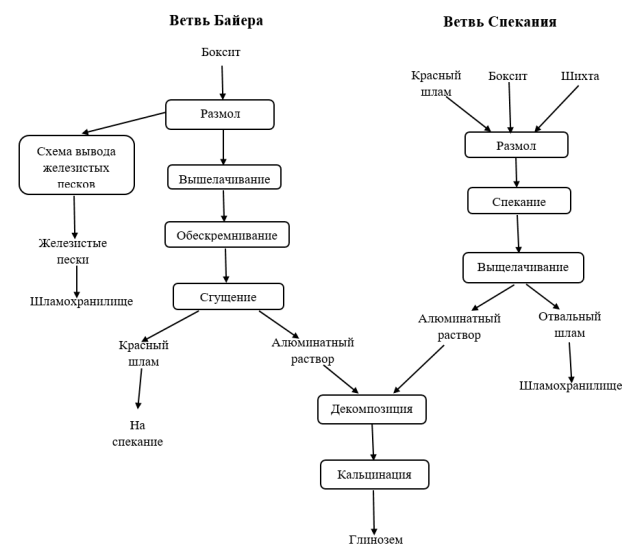 Ветвь Байера
Боксит
Размол
Схема вывода
железистых
песков
Железистые
пески
Шламохранилище
Вышелачивание
Обескремнивание
Сгущение
Красный
шлам
На
спекание
Алюминатный
раствор
Ветвь Спекания
Красный
шлам
Боксит
Шихта
Размол
Спекание
Выщелачивание
Алюминатный
раствор
Отвальный
шлам
Шламохранилище
Декомпозиция
Кальцинация
Глинозем